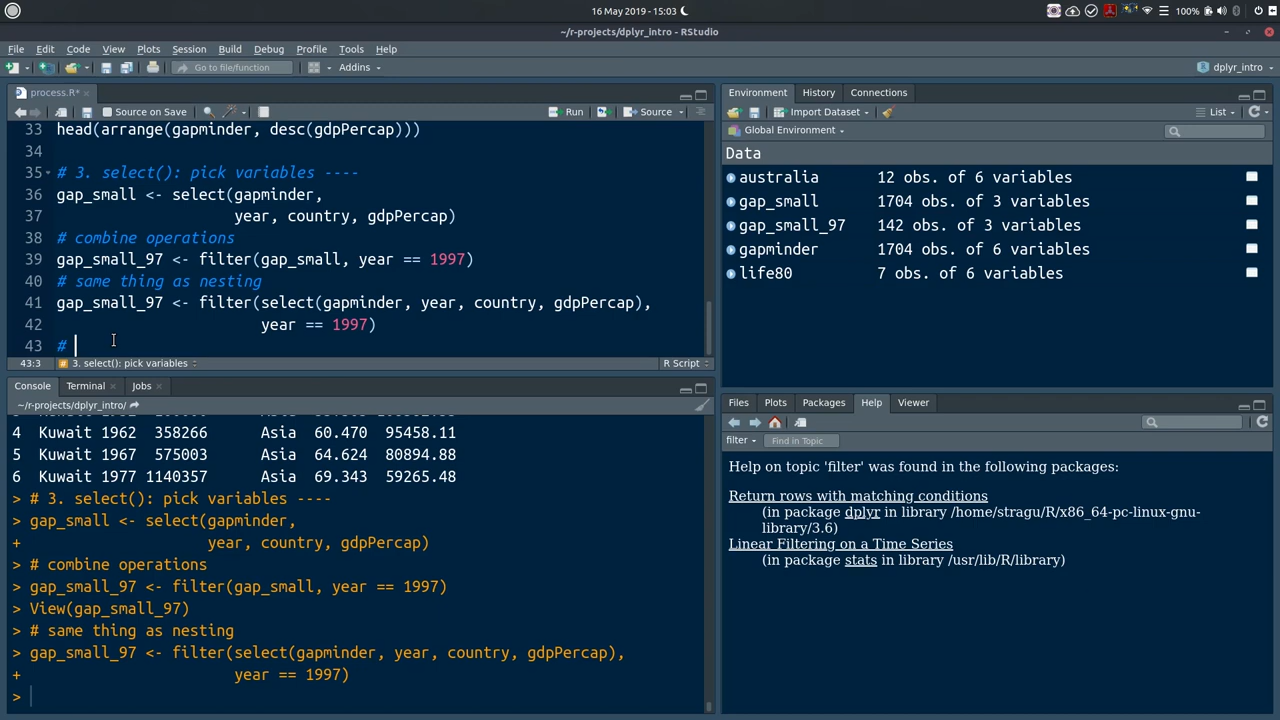 16 May 2019 - 15:03
100%
~/r-projects/dplyr_intro - RStudio
File Edit Code View Plots Session Build Debug Profile Tools Help
Go to file/function
Addins
dplyr_intro
process.R*
Source on Save
Run
Source
33 head(arrange(gapminder, desc(gdpPercap)))
34
35 # 3. select(): pick variables ----
36 gap_small <- select(gapminder,
37 year, country, gdpPercap)
38 # combine operations
39 gap_small_97 <- filter(gap_small, year == 1997)
40 # same thing as nesting
41 gap_small_97 <- filter(select(gapminder, year, country, gdpPercap),
42 year == 1997)
43 #
43:3 # 3. select(): pick variables R Script
Console Terminal Jobs
~/r-projects/dplyr_intro/
4 Kuwait 1962 358266 Asia 60.470 95458.11
5 Kuwait 1967 575003 Asia 64.624 80894.88
6 Kuwait 1977 1140357 Asia 69.343 59265.48
> # 3. select(): pick variables ----
> gap_small <- select(gapminder,
+ year, country, gdpPercap)
> # combine operations
> gap_small_97 <- filter(gap_small, year == 1997)
> View(gap_small_97)
> # same thing as nesting
> gap_small_97 <- filter(select(gapminder, year, country, gdpPercap),
+ year == 1997)
>
Environment History Connections
Import Dataset
List
Global Environment
Data
australia 12 obs. of 6 variables
gap_small 1704 obs. of 3 variables
gap_small_97 142 obs. of 3 variables
gapminder 1704 obs. of 6 variables
life80 7 obs. of 6 variables
Files Plots Packages Help Viewer
filter
Find in Topic
Help on topic 'filter' was found in the following packages:
Return rows with matching conditions
(in package dplyr in library /home/stragu/R/x86_64-pc-linux-gnu-
library/3.6)
Linear Filtering on a Time Series
(in package stats in library /usr/lib/R/library)